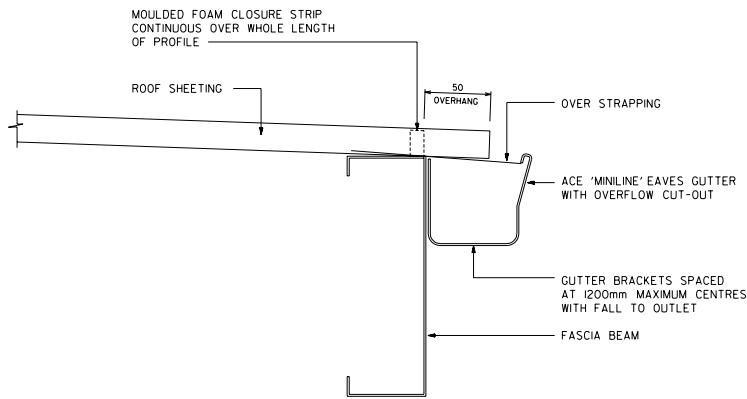 MOULDED FOAM CLOSURE STRIP
CONTINUOUS OVER WHOLE LENGTH
OF PROFILE
ROOF SHEETING
50
OVERHANG
OVER STRAPPING
ACE 'MINILINE' EAVES GUTTER
WITH OVERFLOW CUT-OUT
GUTTER BRACKETS SPACED
AT 1200mm MAXIMUM CENTRES
WITH FALL TO OUTLET
FASCIA BEAM